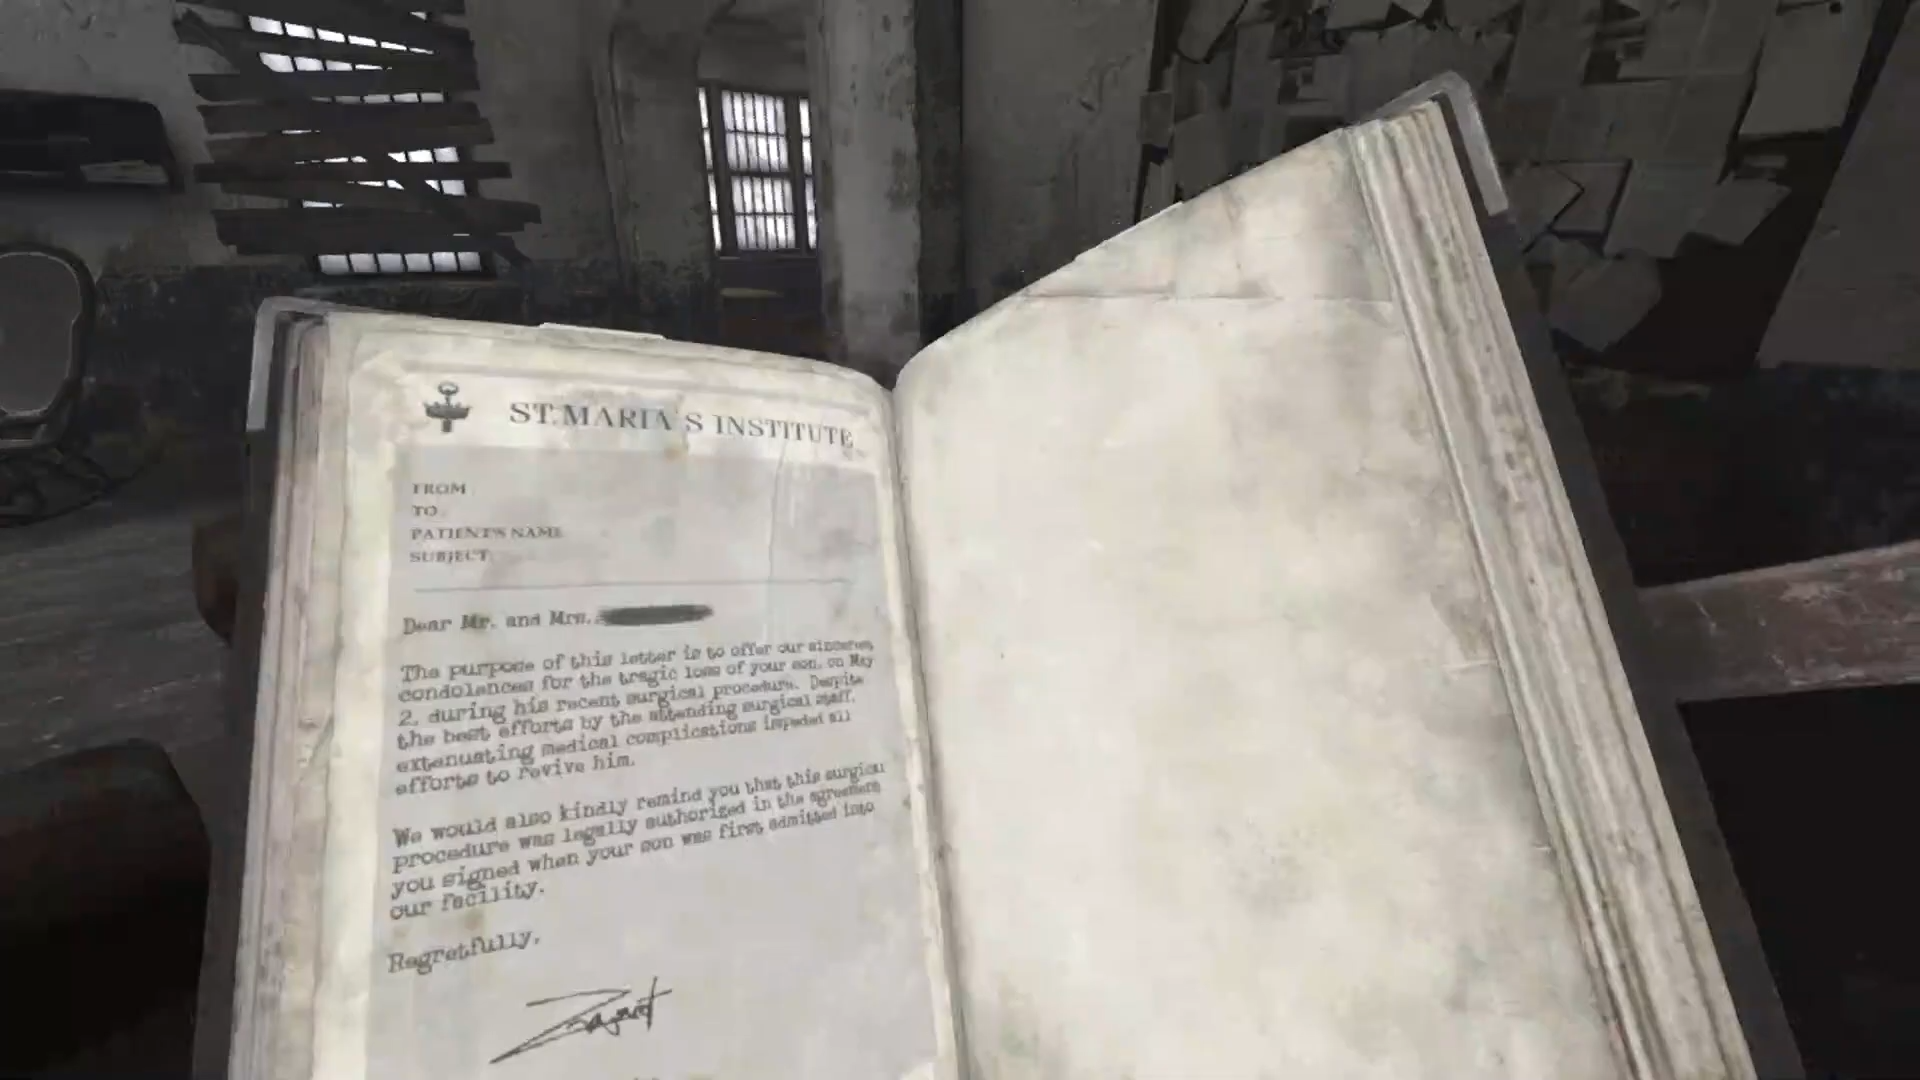 ST.MARIA'S INSTITUTE
FROM
TO
PATIENT'S NAME
SUBJECT
Dear Mr. and Mrs.
The purpose of this letter is to offer our sincerest
condolances for the tragic loss of your son, on May
2, during his recent surgical procedure. Despite
the best efforts by the attending surgical staff,
extenuating medical complications impeded all
efforts to revive him.
We would also kindly remind you that this surgical
procedure was legally authorized in the agreement
you signed when your son was first admitted into
our facility.
Regretfully,